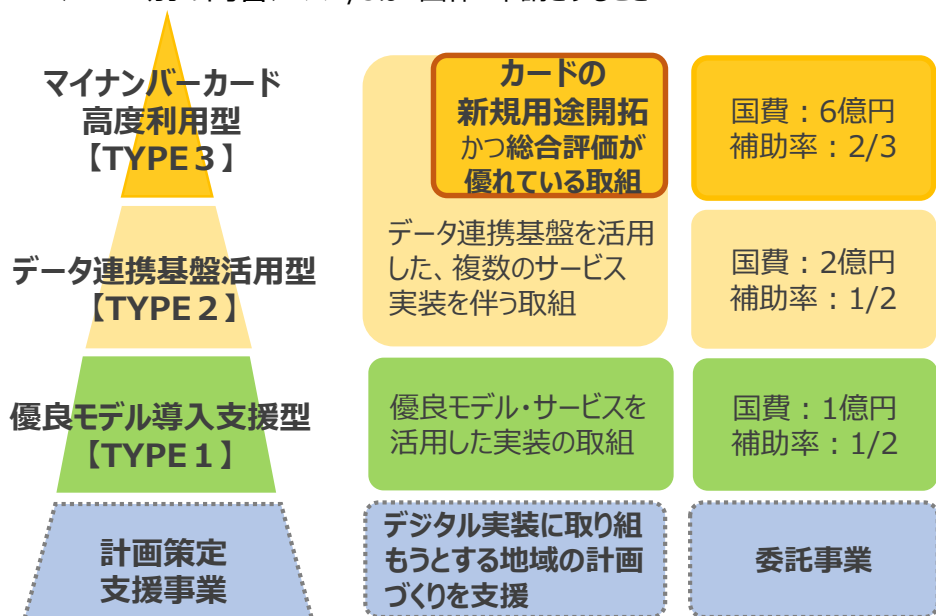 マイナンバーカード
高度利用型
【TYPE３】
カードの
新規用途開拓
かつ総合評価が
優れている取組
国費：6億円
補助率：2/3
データ連携基盤活用型
【TYPE２】
データ連携基盤を活用
した、複数のサービス
実装を伴う取組
国費：2億円
補助率：1/2
優良モデル導入支援型
【TYPE１】
優良モデル・サービスを
活用した実装の取組
国費：1億円
補助率：1/2
計画策定
支援事業
デジタル実装に取り組
もうとする地域の計画
づくりを支援
委託事業